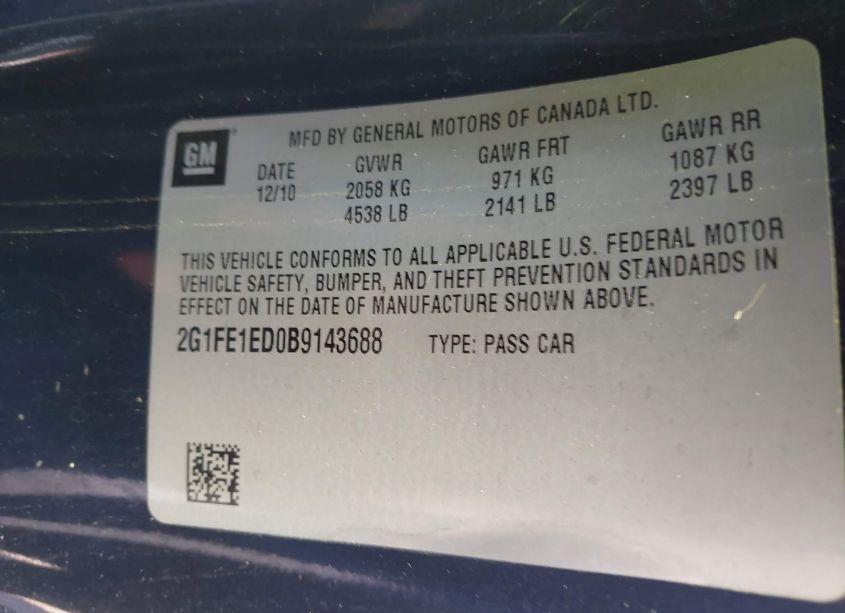 GM
MFD BY GENERAL MOTORS OF CANADA LTD.
DATE GVWR GAWR FRT GAWR RR
12/10 2058 KG 971 KG 1087 KG
4538 LB 2141 LB 2397 LB
THIS VEHICLE CONFORMS TO ALL APPLICABLE U.S. FEDERAL MOTOR
VEHICLE SAFETY, BUMPER, AND THEFT PREVENTION STANDARDS IN
EFFECT ON THE DATE OF MANUFACTURE SHOWN ABOVE.
2G1FE1ED0B9143688 TYPE: PASS CAR